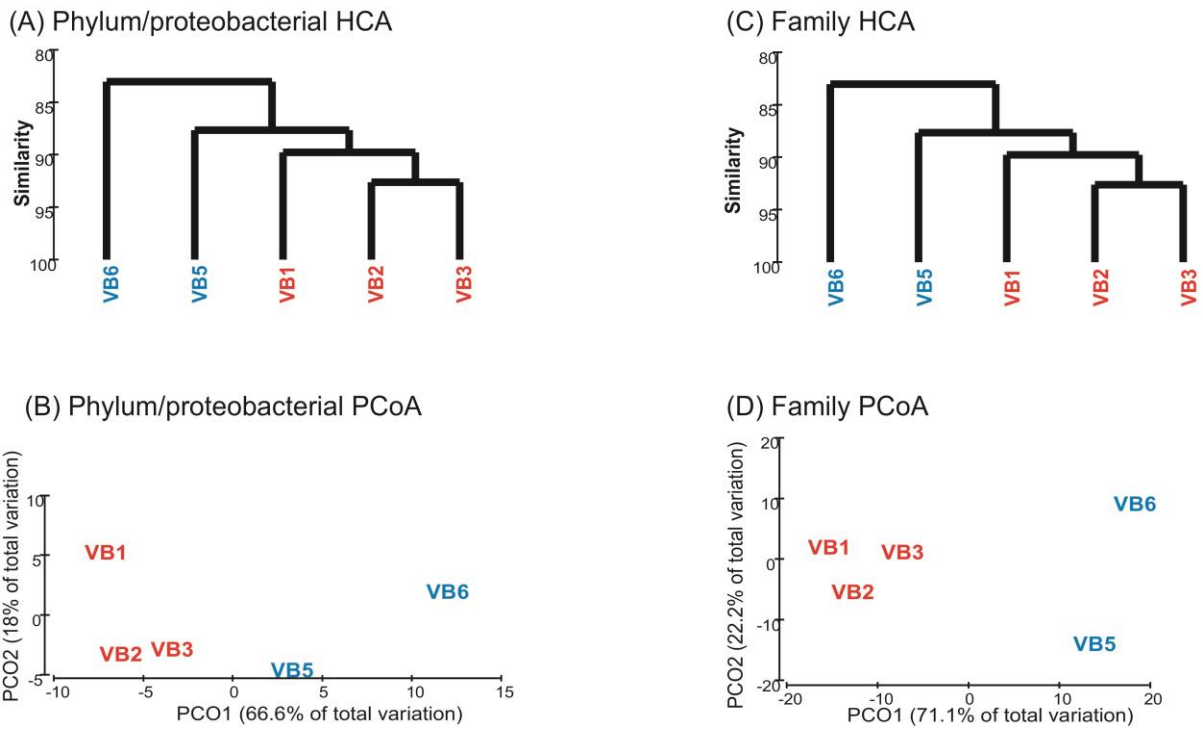 (A) Phylum/proteobacterial HCA
80
85
90
95
100
Similarity
VB6
VB5
VB1
VB2
VB3
(C) Family HCA
80
85
90
95
100
Similarity
VB6
VB5
VB1
VB2
VB3
(B) Phylum/proteobacterial PCoA
PCO2 (18% of total variation)
10
5
0
-5
VB1
VB6
VB2
VB3
VB5
-10
-5
0
5
10
15
PCO1 (66.6% of total variation)
(D) Family PCoA
PCO2 (22.2% of total variation)
20
10
0
-10
-20
VB6
VB1
VB3
VB2
VB5
-20
-10
0
10
20
PCO1 (71.1% of total variation)